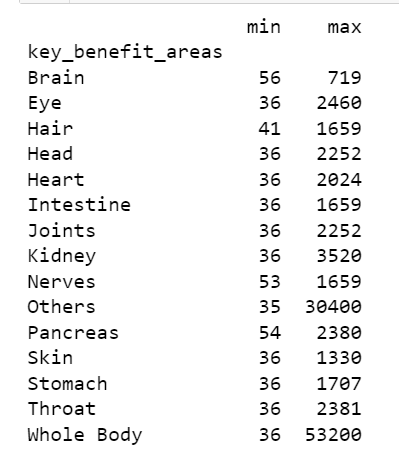 min max
key_benefit_areas
Brain 56 719
Eye 36 2460
Hair 41 1659
Head 36 2252
Heart 36 2024
Intestine 36 1659
Joints 36 2252
Kidney 36 3520
Nerves 53 1659
Others 35 30400
Pancreas 54 2380
Skin 36 1330
Stomach 36 1707
Throat 36 2381
Whole Body 36 53200